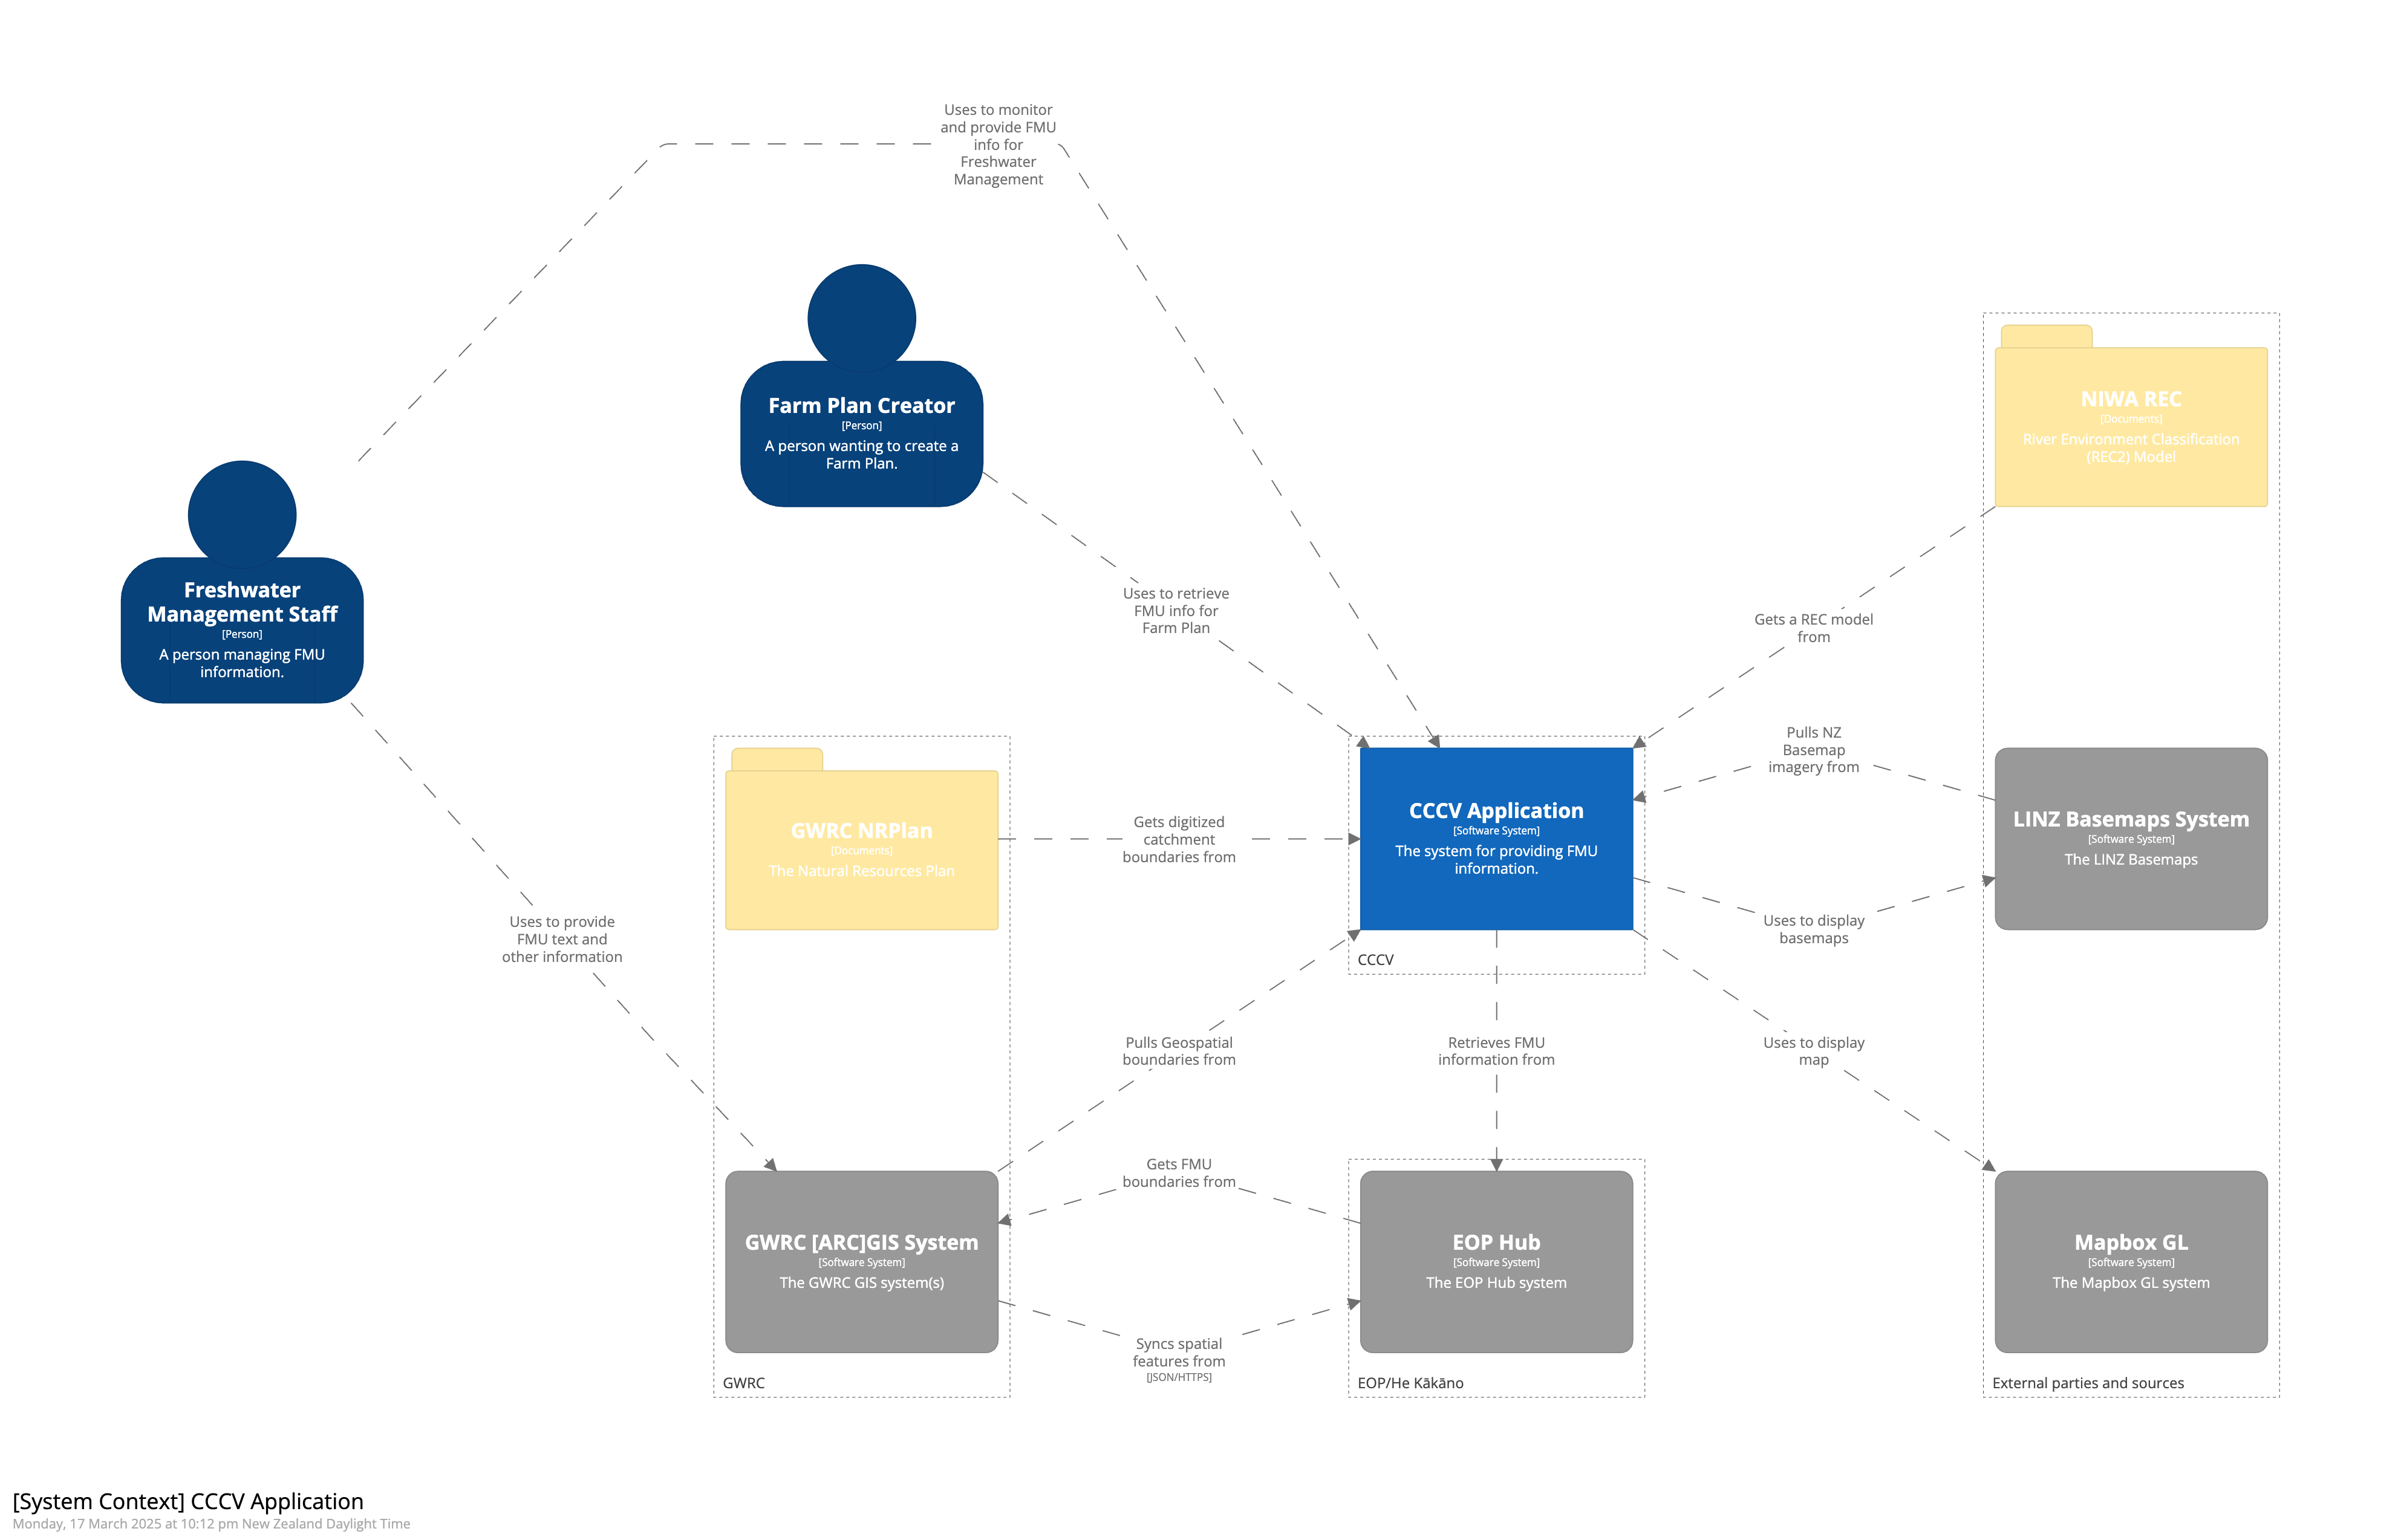 Uses to monitor
and provide FMU
info for
Freshwater
Management
Farm Plan Creator
[Person]
A person wanting to create a
Farm Plan.
NIWA REC
[Documents]
River Environment Classification
(REC2) Model
Freshwater
Management Staff
[Person]
A person managing FMU
information.
Uses to retrieve
FMU info for
Farm Plan
Gets a REC model
from
Pulls NZ
Basemap
imagery from
GWRC NRPlan
[Documents]
The Natural Resources Plan
Gets digitized
catchment
boundaries from
CCCV Application
[Software System]
The system for providing FMU
information.
LINZ Basemaps System
[Software System]
The LINZ Basemaps
Uses to provide
FMU text and
other information
Uses to display
basemaps
CCCV
Pulls Geospatial
boundaries from
Retrieves FMU
information from
Uses to display
map
Gets FMU
boundaries from
GWRC [ARC]GIS System
[Software System]
The GWRC GIS system(s)
EOP Hub
[Software System]
The EOP Hub system
Mapbox GL
[Software System]
The Mapbox GL system
Syncs spatial
features from
[JSON/HTTPS]
GWRC
EOP/He Kākāno
External parties and sources
[System Context] CCCV Application
Monday, 17 March 2025 at 10:12 pm New Zealand Daylight Time